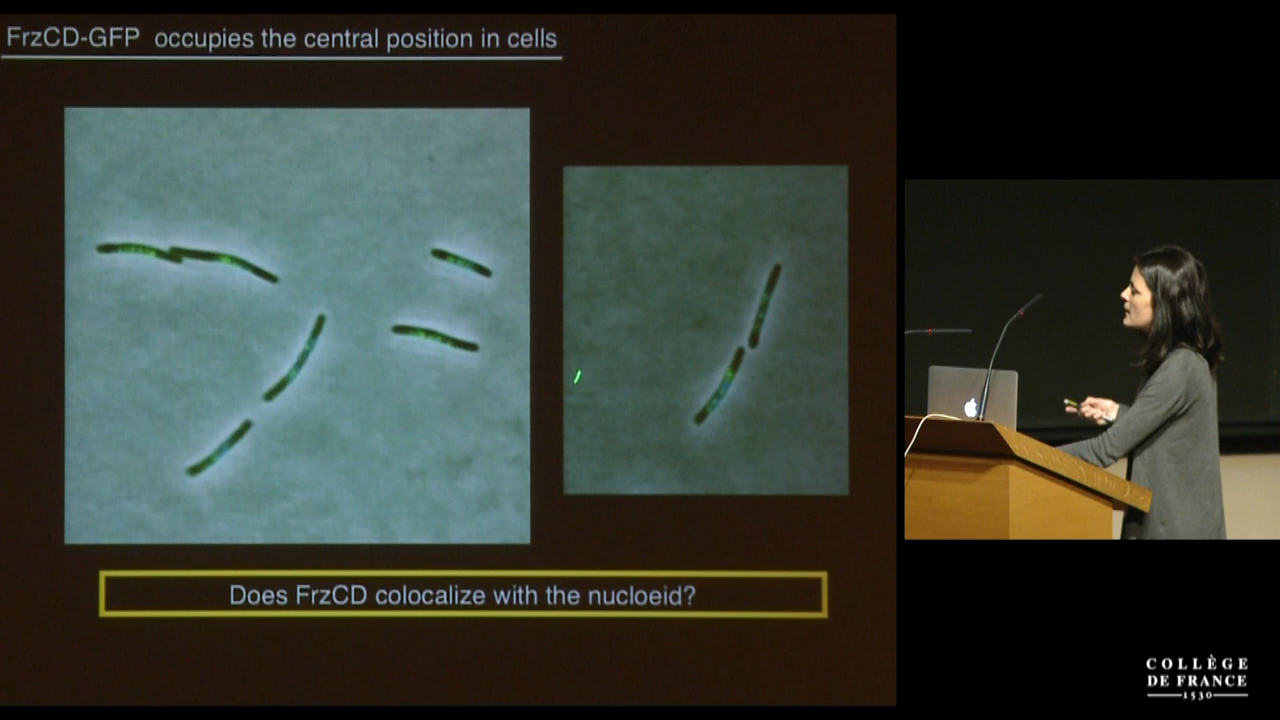 FrzCD-GFP occupies the central position in cells
Does FrzCD colocalize with the nucloeid?
COLLÈGE
DE FRANCE
1530